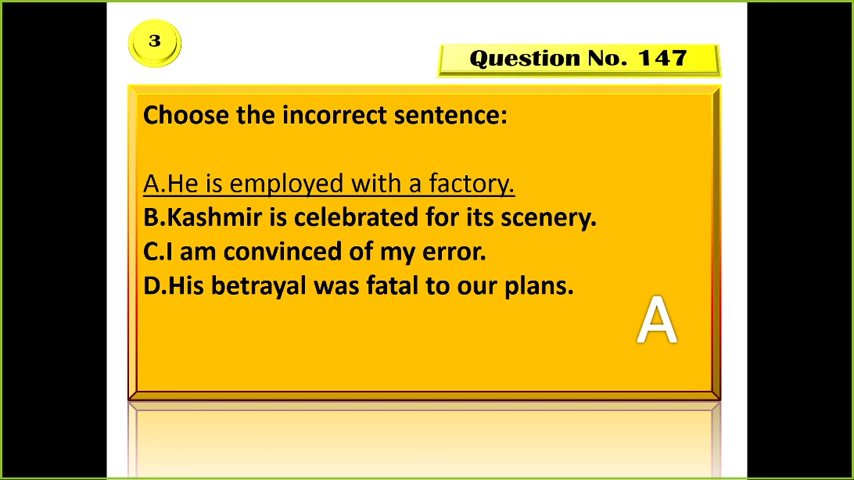 3
Question No. 147
Choose the incorrect sentence:
A.He is employed with a factory.
B.Kashmir is celebrated for its scenery.
C.I am convinced of my error.
D.His betrayal was fatal to our plans.
A